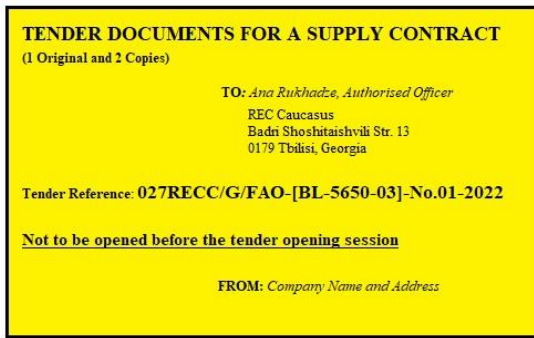 TENDER DOCUMENTS FOR A SUPPLY CONTRACT
(1 Original and 2 Copies)
TO: Ana Rukhadze, Authorised Officer
REC Caucasus
Badri Shoshitaishvili Str. 13
0179 Tbilisi, Georgia
Tender Reference: 027RECC/G/FAO-[BL-5650-03]-No.01-2022
Not to be opened before the tender opening session
FROM: Company Name and Address